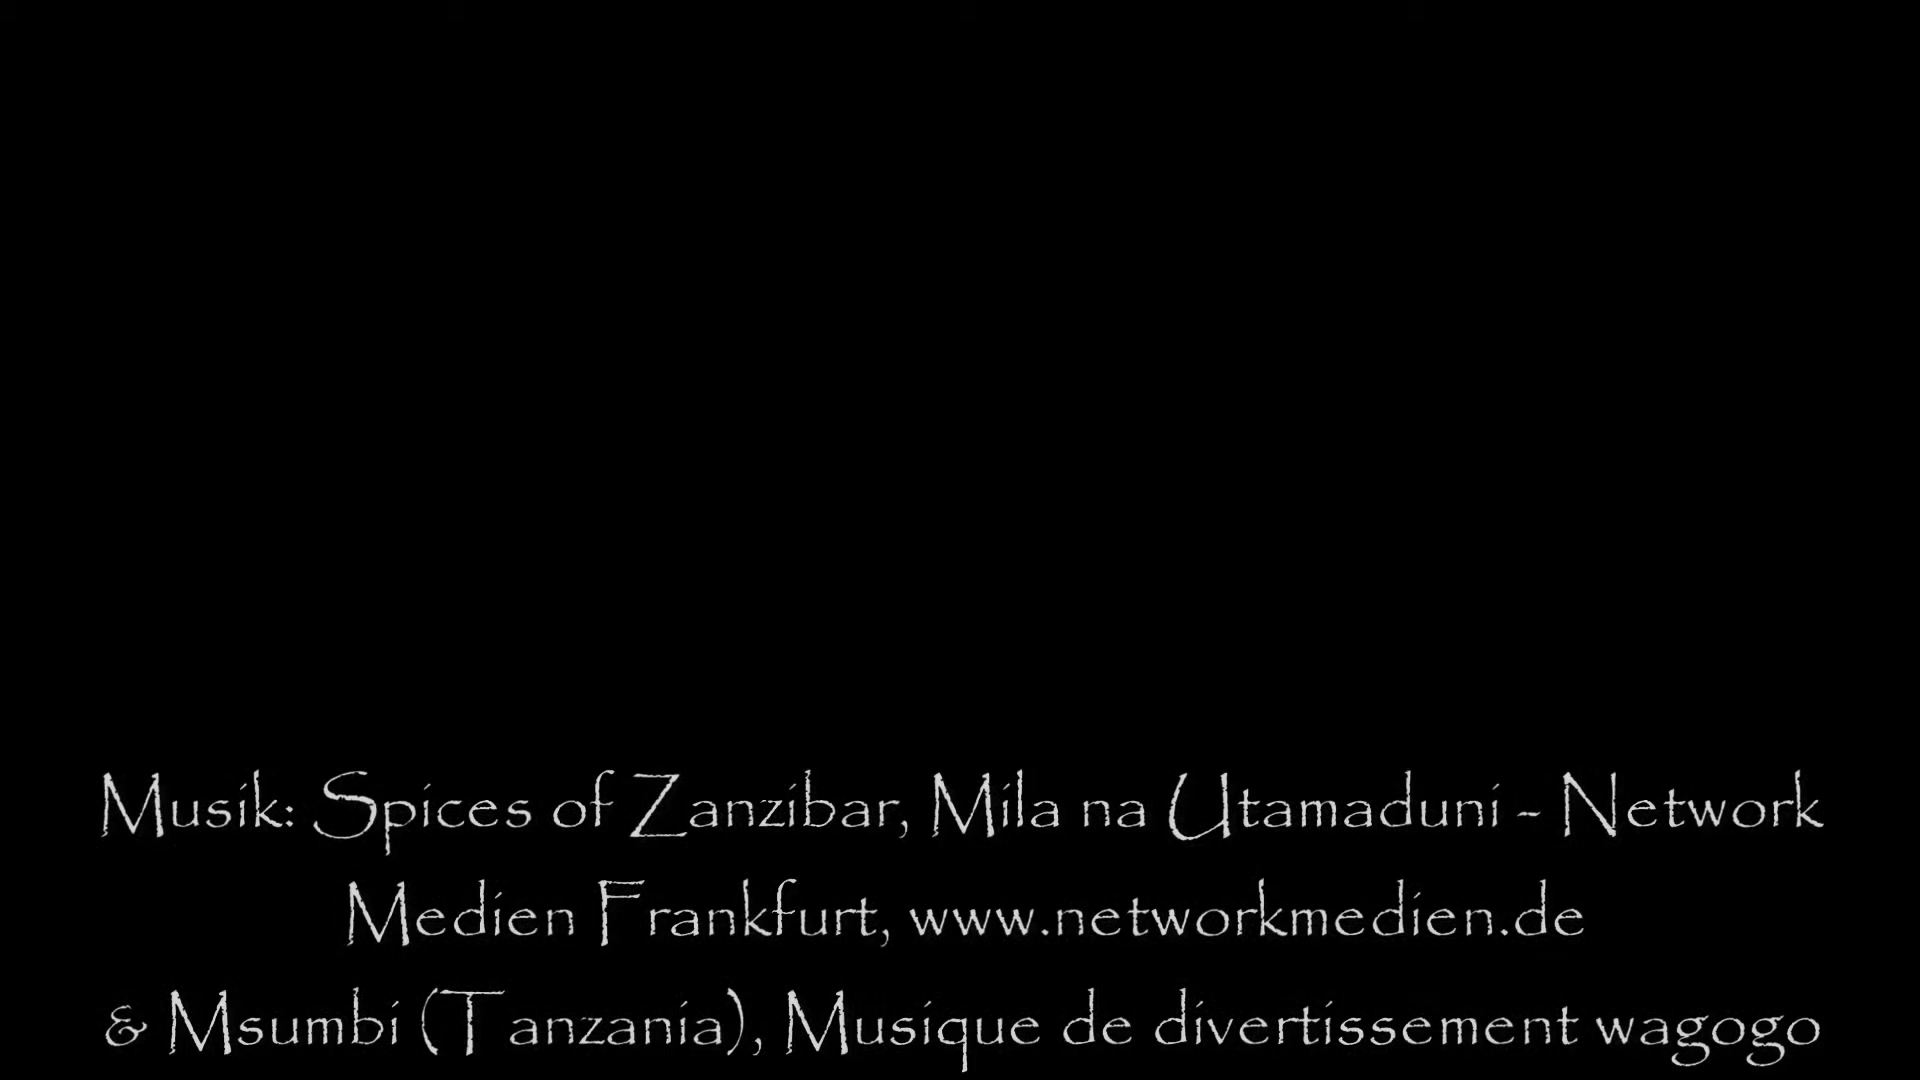 Musik: Spices of Zanzibar, Mila na Utamaduni - Network
Medien Frankfurt, www.networkmedien.de
& Msumbi (Tanzania), Musique de divertissement wagogo